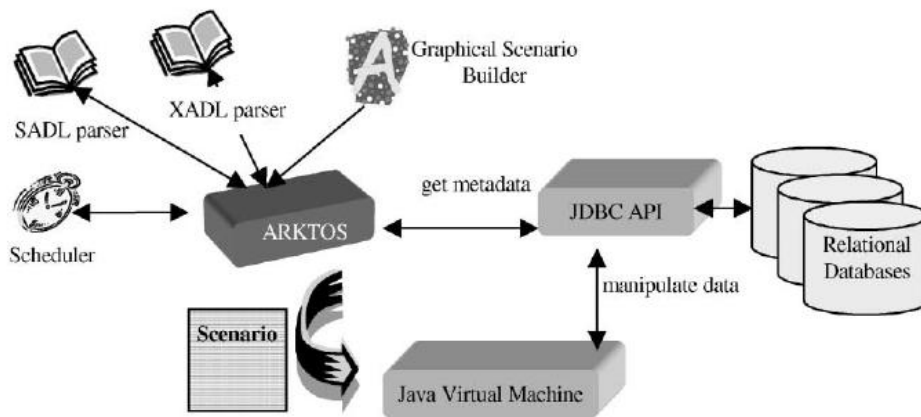 Graphical Scenario
Builder
XADL parser
SADL parser
get metadata
JDBC API
ARKTOS
Scheduler
Relational
Databases
manipulate data
Scenario
Java Virtual Machine